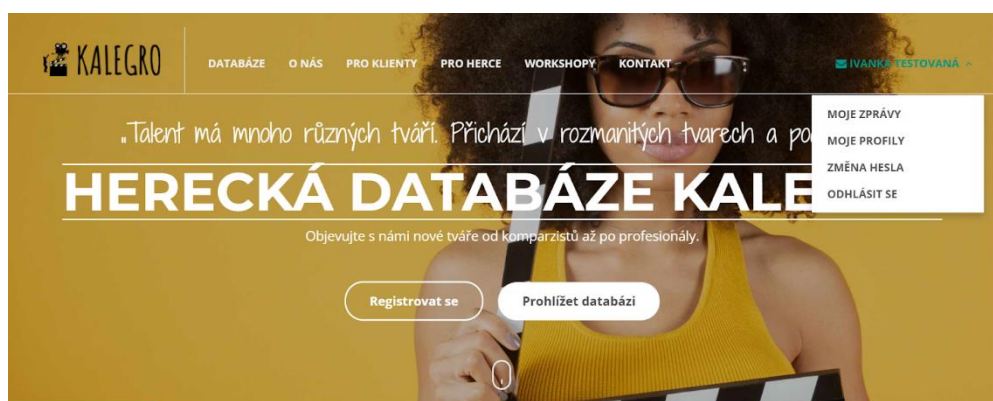 KALEGRO
DATABÁZE O NÁS PRO KLIENTY PRO HERCE WORKSHOPY KONTAKT
IVANKA TESTOVANÁ
MOJE ZPRÁVY
MOJE PROFILY
ZMĚNA HESLA
ODHLÁSIT SE
„Talent má mnoho různých tváří. Přichází v rozmanitých tvarech a
HERECKÁ DATABÁZE
Objevujte s námi nové tváře od komparzistů až po profesionály.
Registrovat se Prohlížet databázi